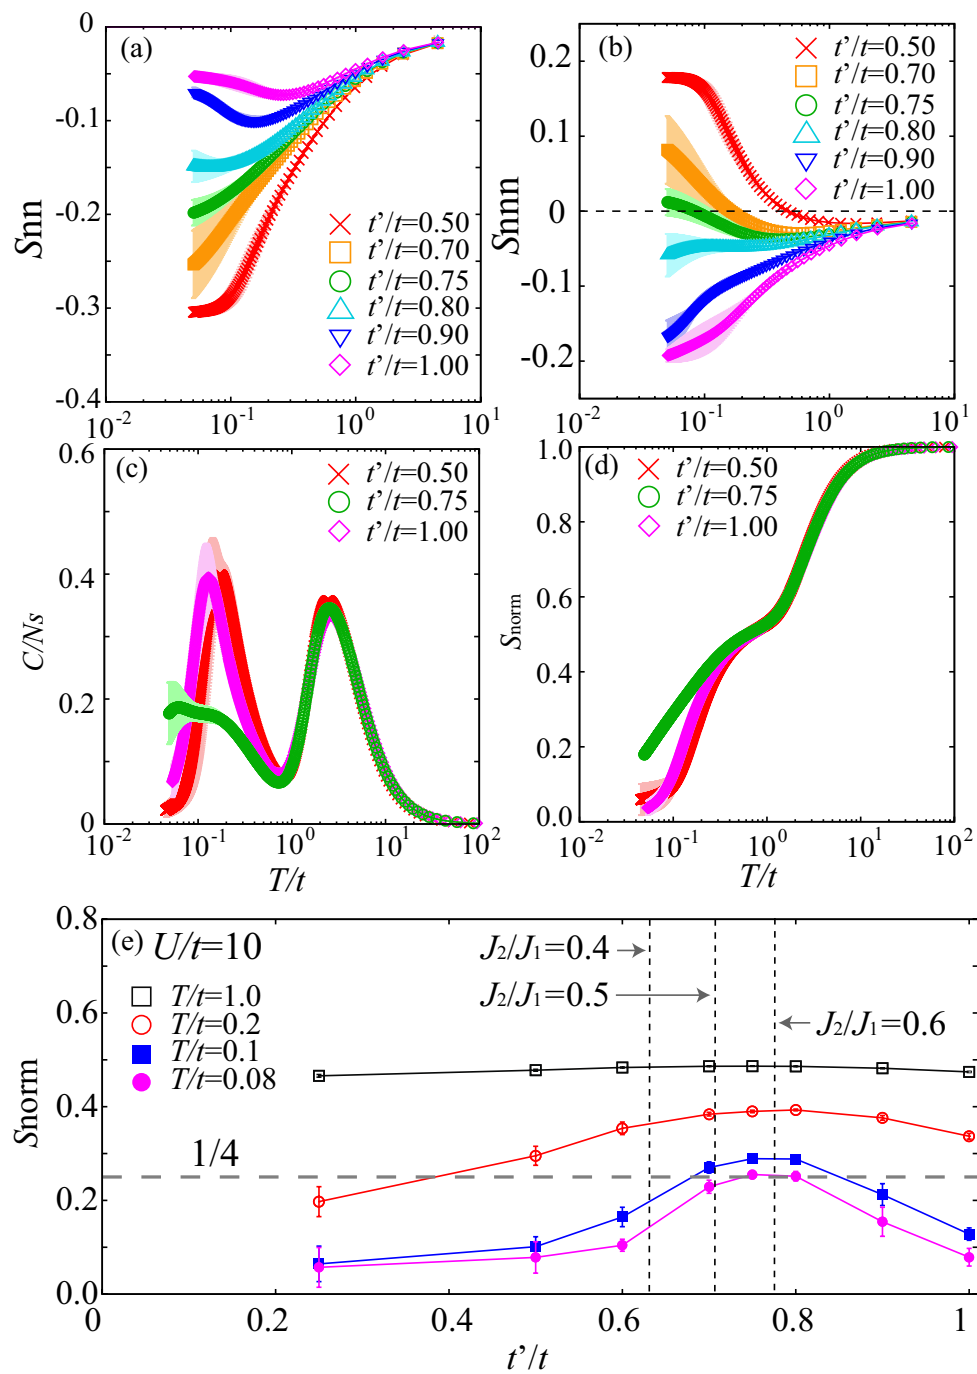 (a)
0
-0.1
-0.2
-0.3
-0.4
Snn
t'/t=0.50
t'/t=0.70
t'/t=0.75
t'/t=0.80
t'/t=0.90
t'/t=1.00
10⁻² 10⁻¹ 10⁰ 10¹
(b)
0.2
0.1
0
-0.1
-0.2
Snnn
t'/t=0.50
t'/t=0.70
t'/t=0.75
t'/t=0.80
t'/t=0.90
t'/t=1.00
10⁻² 10⁻¹ 10⁰ 10¹
(c)
0.6
0.4
0.2
0
C/Ns
t'/t=0.50
t'/t=0.75
t'/t=1.00
10⁻² 10⁻¹ 10⁰ 10¹ 10²
T/t
(d)
1.0
0.8
0.6
0.4
0.2
0.0
Snorm
t'/t=0.50
t'/t=0.75
t'/t=1.00
10⁻² 10⁻¹ 10⁰ 10¹ 10²
T/t
(e) U/t=10
0.8
0.6
0.4
0.2
0.0
Snorm
T/t=1.0
T/t=0.2
T/t=0.1
T/t=0.08
J₂/J₁=0.4
J₂/J₁=0.5
J₂/J₁=0.6
1/4
0 0.2 0.4 0.6 0.8 1
t'/t